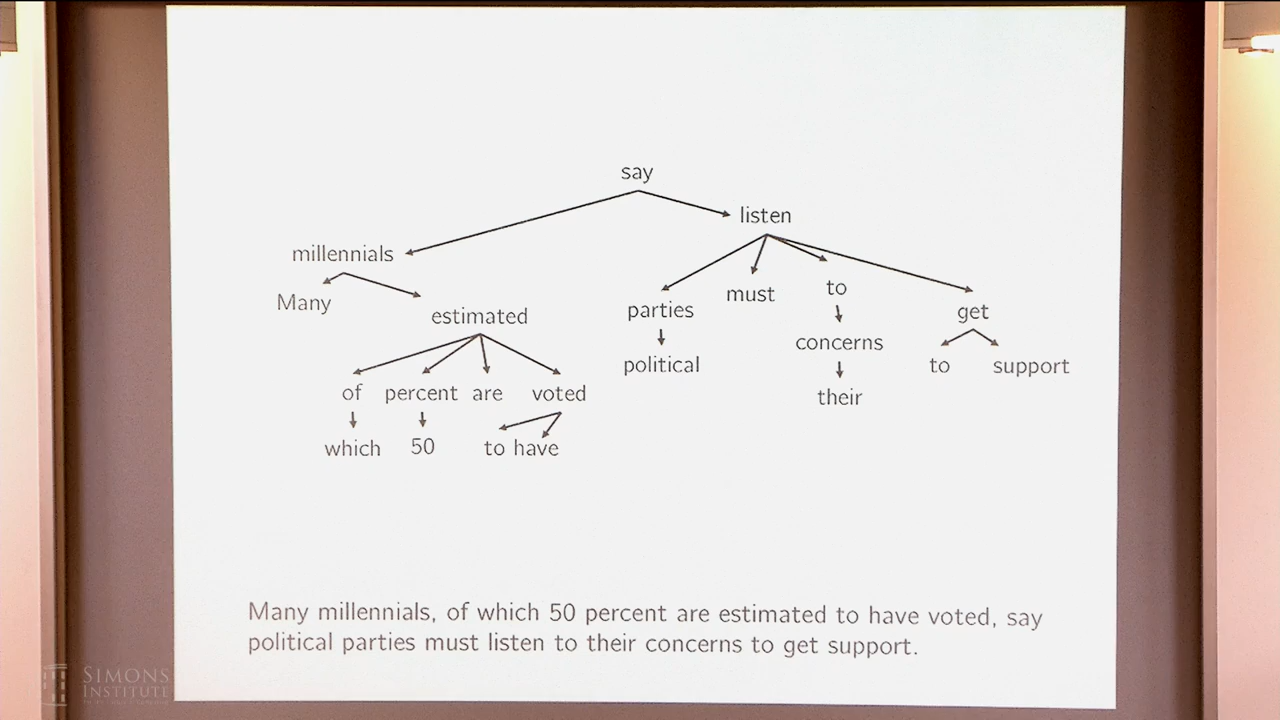 say
listen
millennials
Many
estimated
parties
must
to
get
political
concerns
to
support
their
of
percent
are
voted
which
50
to have
Many millennials, of which 50 percent are estimated to have voted, say
political parties must listen to their concerns to get support.
SIMONS
INSTITUTE